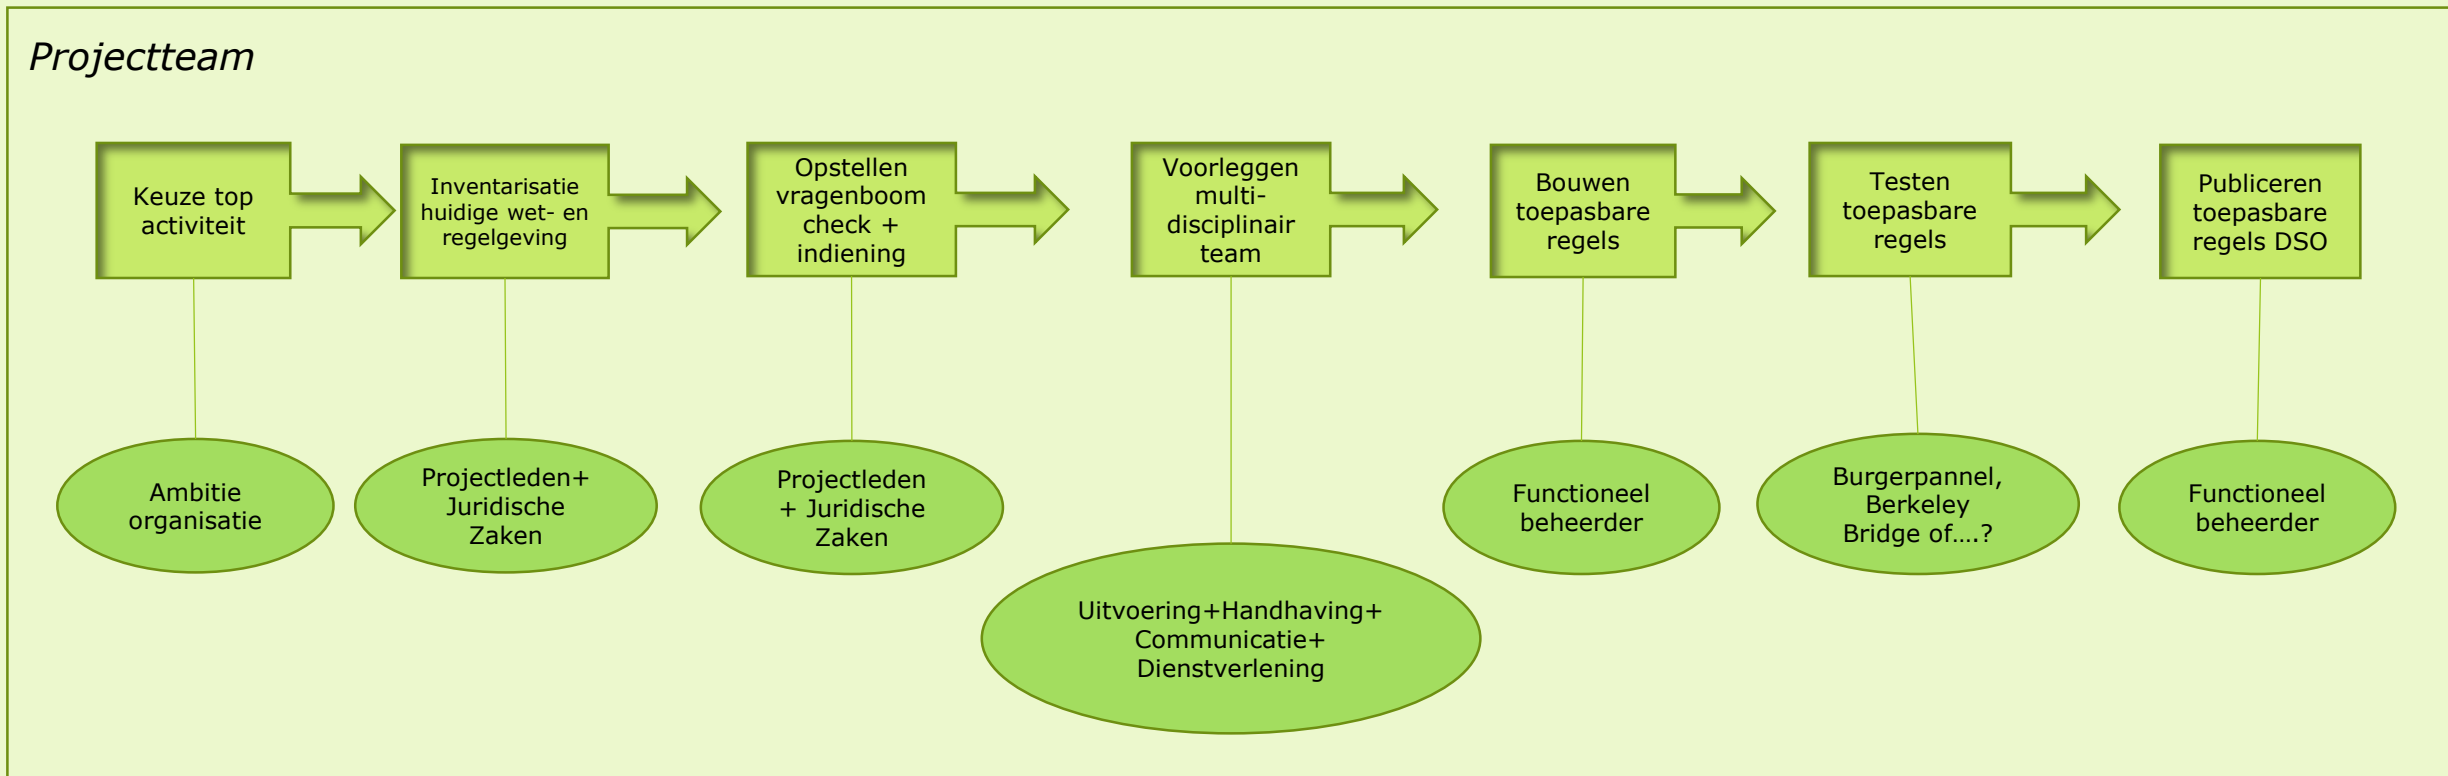 Projectteam
Keuze top
activiteit
Inventarisatie
huidige wet- en
regelgeving
Opstellen
vragenboom
check +
indiening
Voorleggen
multi-
disciplinair
team
Bouwen
toepasbare
regels
Testen
toepasbare
regels
Publiceren
toepasbare
regels DSO
Ambitie
organisatie
Projectleden+
Juridische
Zaken
Projectleden
+ Juridische
Zaken
Uitvoering+Handhaving+
Communicatie+
Dienstverlening
Functioneel
beheerder
Burgerpannel,
Berkeley
Bridge of….?
Functioneel
beheerder